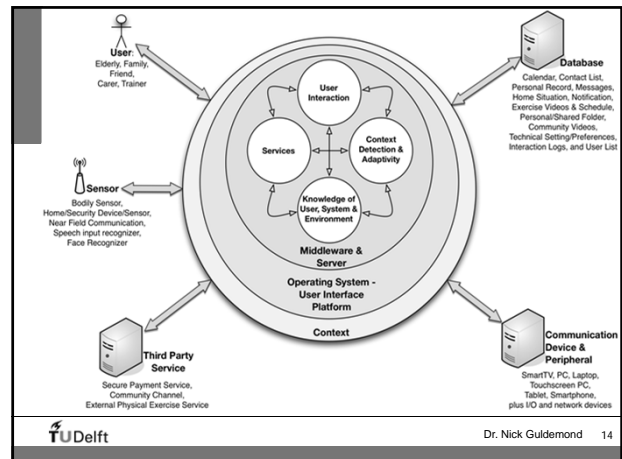 User:
Elderly, Family,
Friend,
Carer, Trainer
Database
Calendar, Contact List,
Personal Record, Messages,
Home Situation, Notification,
Exercise Videos & Schedule,
Personal/Shared Folder,
Community Videos,
Technical Setting/Preferences,
Interaction Logs, and User List
User
Interaction
Services
Context
Detection &
Adaptivity
Knowledge of
User, System &
Environment
Middleware &
Server
Operating System -
User Interface
Platform
Context
Sensor
Bodily Sensor,
Home/Security Device/Sensor,
Near Field Communication,
Speech input recognizer,
Face Recognizer
Third Party
Service
Secure Payment Service,
Community Channel,
External Physical Exercise Service
Communication
Device &
Peripheral
SmartTV, PC, Laptop,
Touchscreen PC,
Tablet, Smartphone,
plus I/O and network devices
TUDelft
Dr. Nick Guldemond 14